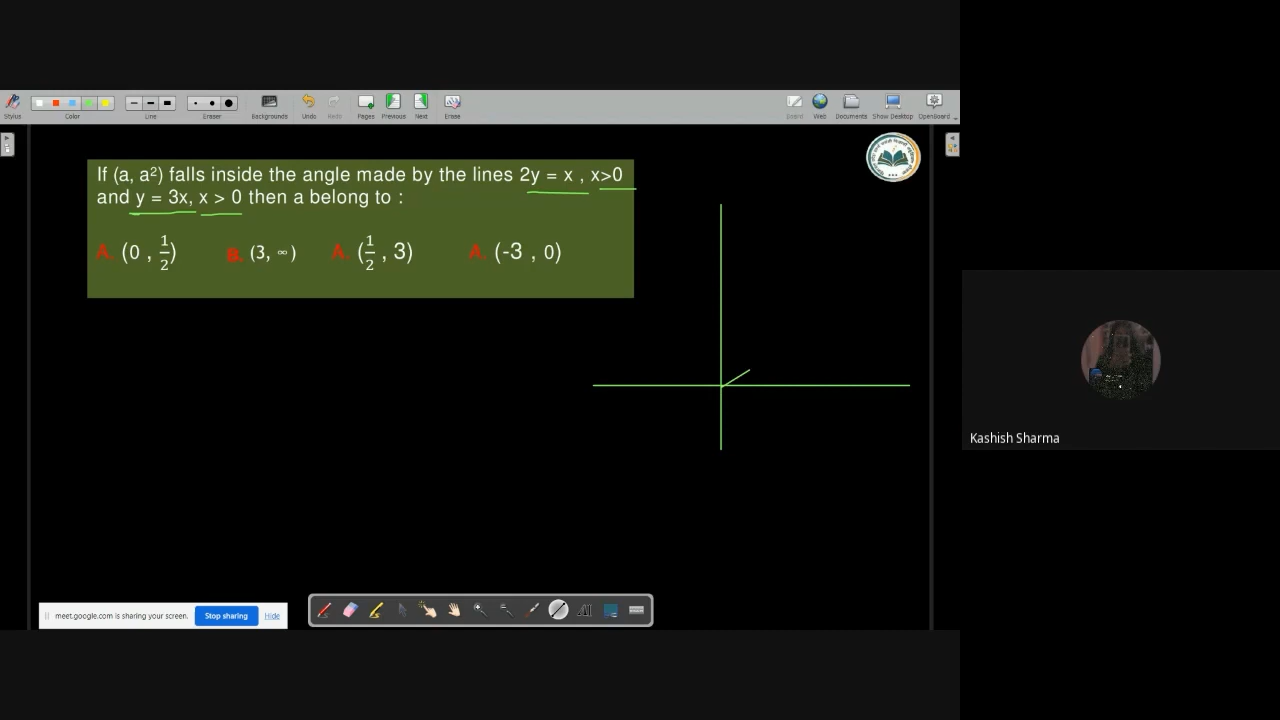 Stylus
Color
Line
Eraser
Backgrounds
Undo
Redo
Pages
Previous
Next
Erase
Board
Web
Documents
Show Desktop
OpenBoard
If (a, a²) falls inside the angle made by the lines 2y = x , x>0
and y = 3x, x > 0 then a belong to :
A. (0 , 1/2) B. (3, ∞) A. (1/2 , 3) A. (-3 , 0)
Kashish Sharma
meet.google.com is sharing your screen. Stop sharing Hide